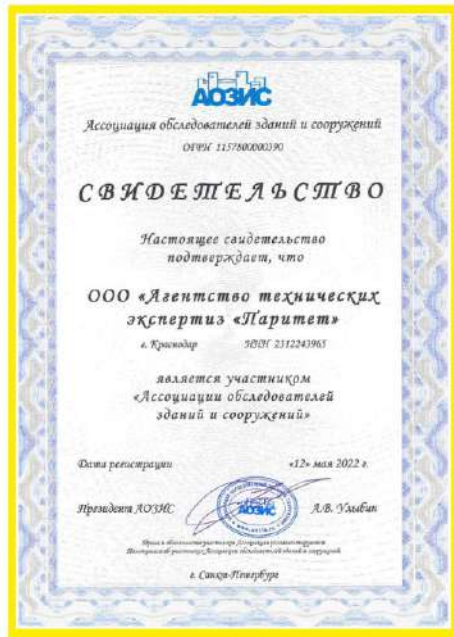 АОЗИС
Ассоциация обследователей зданий и сооружений
ОГРН 1157800000390
СВИДЕТЕЛЬСТВО
Настоящее свидетельство
подтверждает, что
ООО «Агентство технических
экспертиз «Паритет»
г. Краснодар ИНН 2312243965
является участником
«Ассоциации обследователей
зданий и сооружений»
Дата регистрации «12» мая 2022 г.
Президент АОЗИС АОЗИС А.В. Улыбин
г. Санкт-Петербург